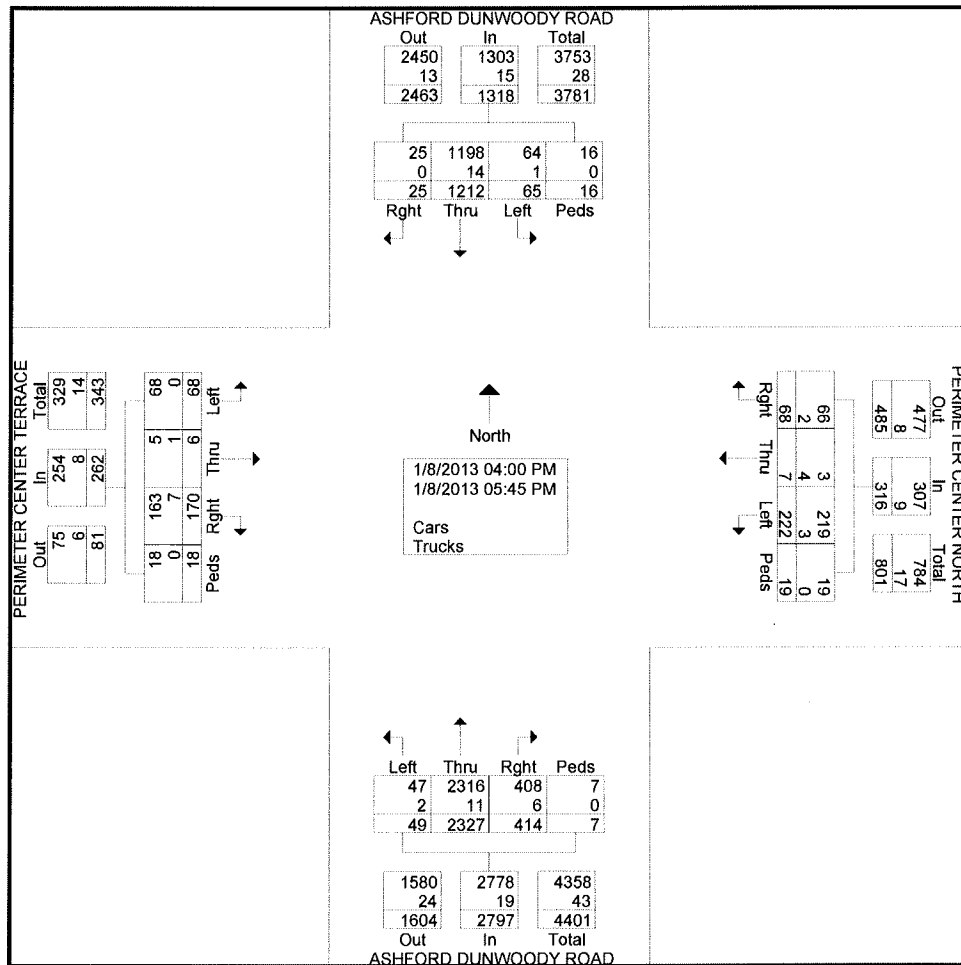 ASHFORD DUNWOODY ROAD
Out In Total
2450 1303 3753
13 15 28
2463 1318 3781
25 1198 64 16
0 14 1 0
25 1212 65 16
Rght Thru Left Peds
PERIMETER CENTER TERRACE
Total In Out
329 254 75
14 8 6
343 262 81
68 5 163 18
0 1 7 0
68 6 170 18
Left Thru Rght Peds
North
1/8/2013 04:00 PM
1/8/2013 05:45 PM
Cars
Trucks
PERIMETER CENTER NORTH
Out In Total
477 307 784
8 9 17
485 316 801
66 3 219 19
2 4 3 0
68 7 222 19
Rght Thru Left Peds
Left Thru Rght Peds
47 2316 408 7
2 11 6 0
49 2327 414 7
1580 2778 4358
24 19 43
1604 2797 4401
Out In Total
ASHFORD DUNWOODY ROAD